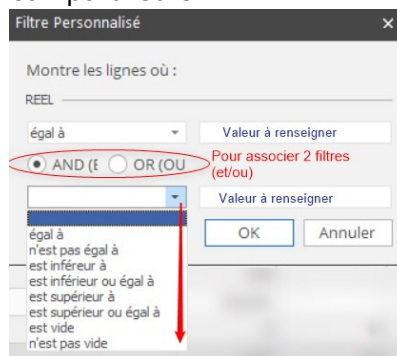 Filtre Personnalisé ×
Montre les lignes où :
REEL
égal à
Valeur à renseigner
AND (E OR (OU
Pour associer 2 filtres
(et/ou)
Valeur à renseigner
égal à
n'est pas égal à
est inféreur à
est inférieur ou égal à
est supérieur à
est supérieur ou égal à
est vide
n'est pas vide
OK Annuler